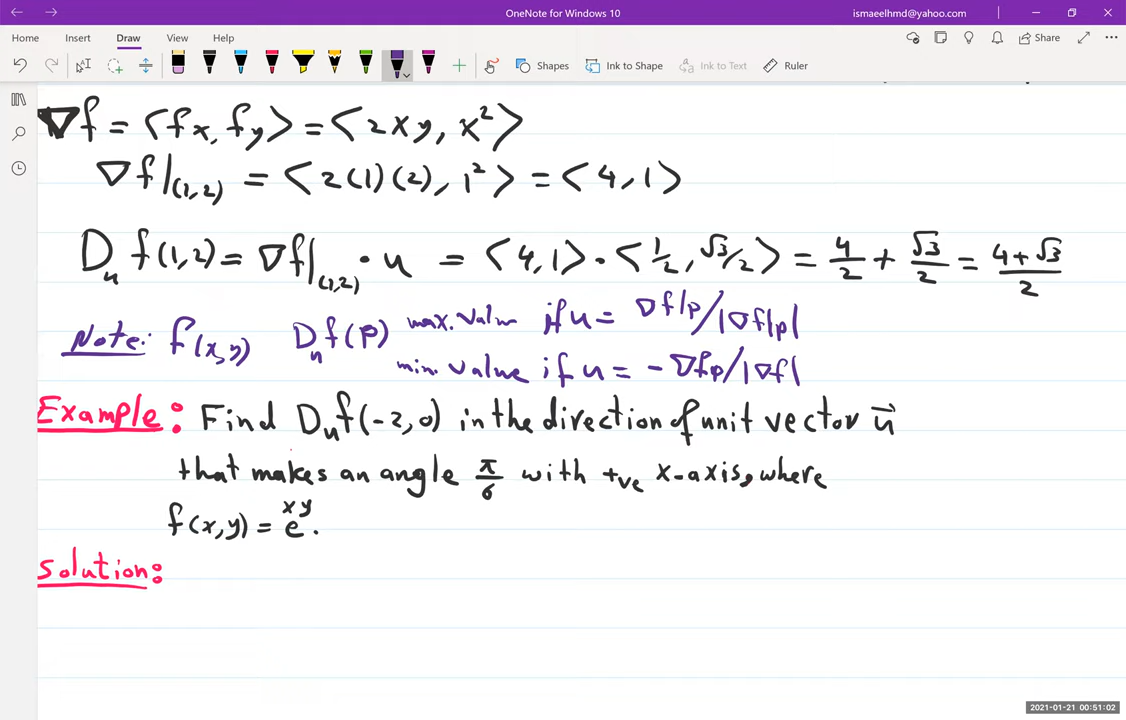 OneNote for Windows 10
ismaeelhmd@yahoo.com
Home Insert Draw View Help
Share
Shapes Ink to Shape Ink to Text Ruler
∇f = <fx, fy> = <2xy, x²>
∇f|(1,2) = <2(1)(2), 1²> = <4, 1>
Du f(1,2) = ∇f|(1,2) · u = <4,1> · <1/2, √3/2> = 4/2 + √3/2 = (4+√3)/2
Note: f(x,y) Du f(P) max. value if u = ∇f|p/|∇f|p|
min value if u = -∇fp/|∇f|
Example: Find Du f(-2,0) in the direction of unit vector u⃗
that makes an angle π/6 with +ve x-axis, where
f(x,y) = e^xy.
Solution:
2021-01-21 00:51:02